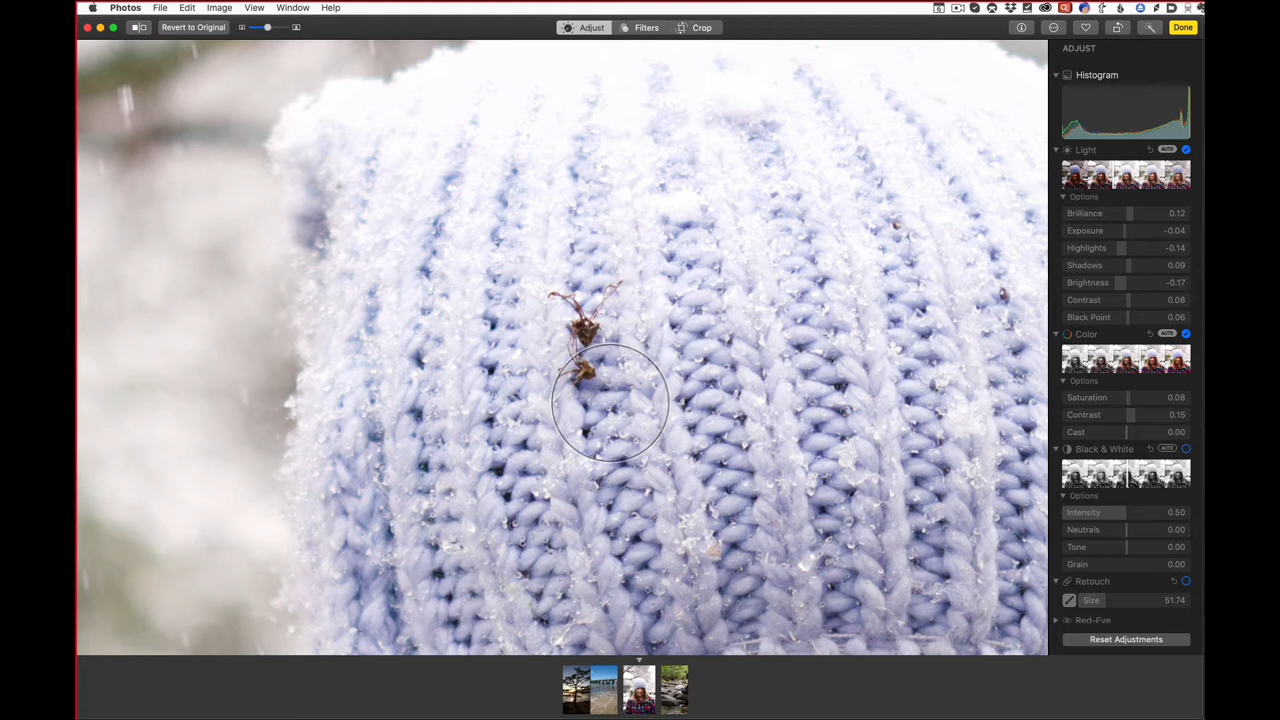 Photos File Edit Image View Window Help
Revert to Original Adjust Filters Crop Done
ADJUST
Histogram
Light AUTO
Options
Brilliance 0.12
Exposure -0.04
Highlights -0.14
Shadows 0.09
Brightness -0.17
Contrast 0.08
Black Point 0.06
Color AUTO
Options
Saturation 0.08
Contrast 0.15
Cast 0.00
Black & White AUTO
Options
Intensity 0.50
Neutrals 0.00
Tone 0.00
Grain 0.00
Retouch
Size 51.74
Red-Eye
Reset Adjustments